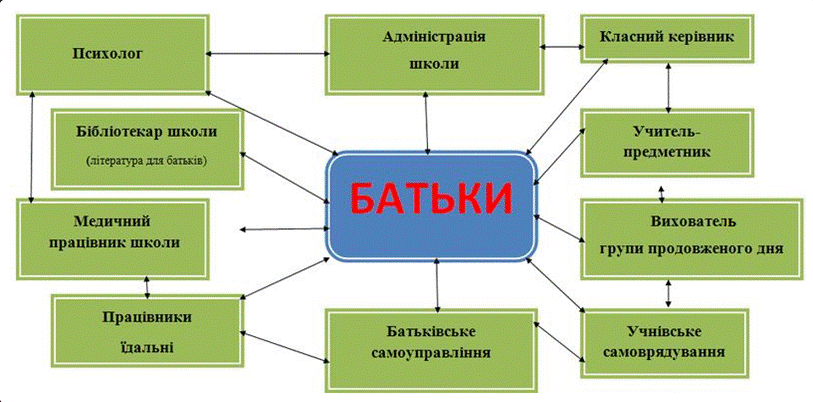 Психолог
Адміністрація
школи
Класний керівник
Бібліотекар школи
(література для батьків)
БАТЬКИ
Учитель-
предметник
Медичний
працівник школи
Вихователь
групи продовженого дня
Працівники
їдальні
Батьківське
самоуправління
Учнівське
самоврядування